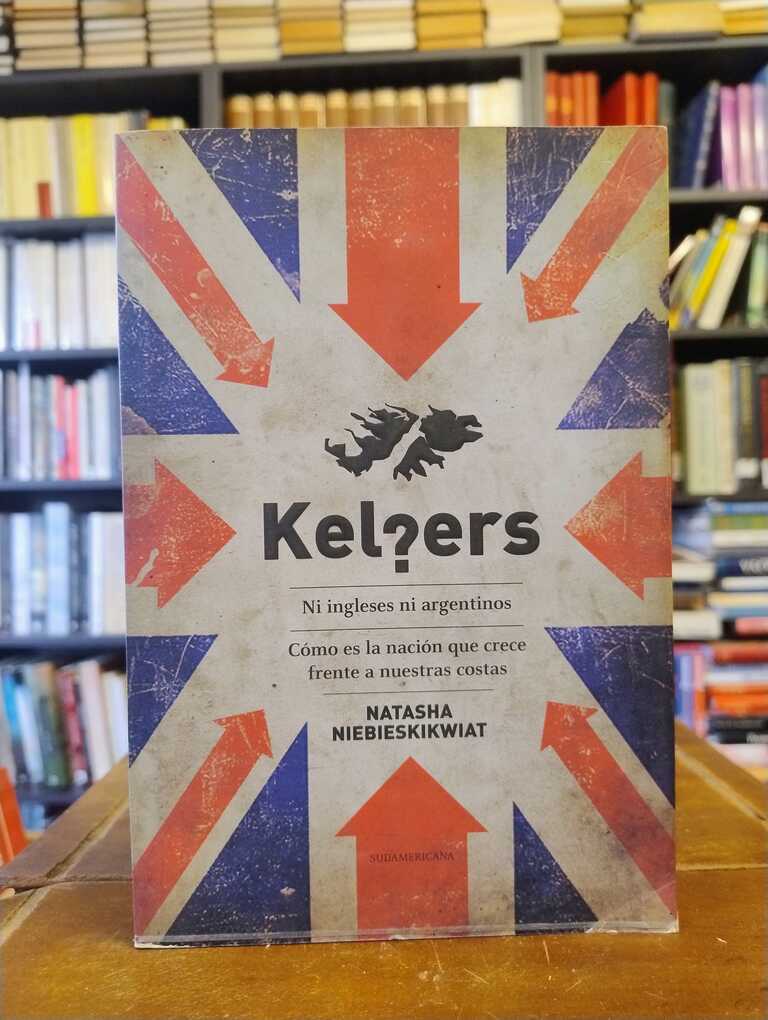 Kel?ers
Ni ingleses ni argentinos
Cómo es la nación que crece
frente a nuestras costas
NATASHA
NIEBIESKIKWIAT
SUDAMERICANA